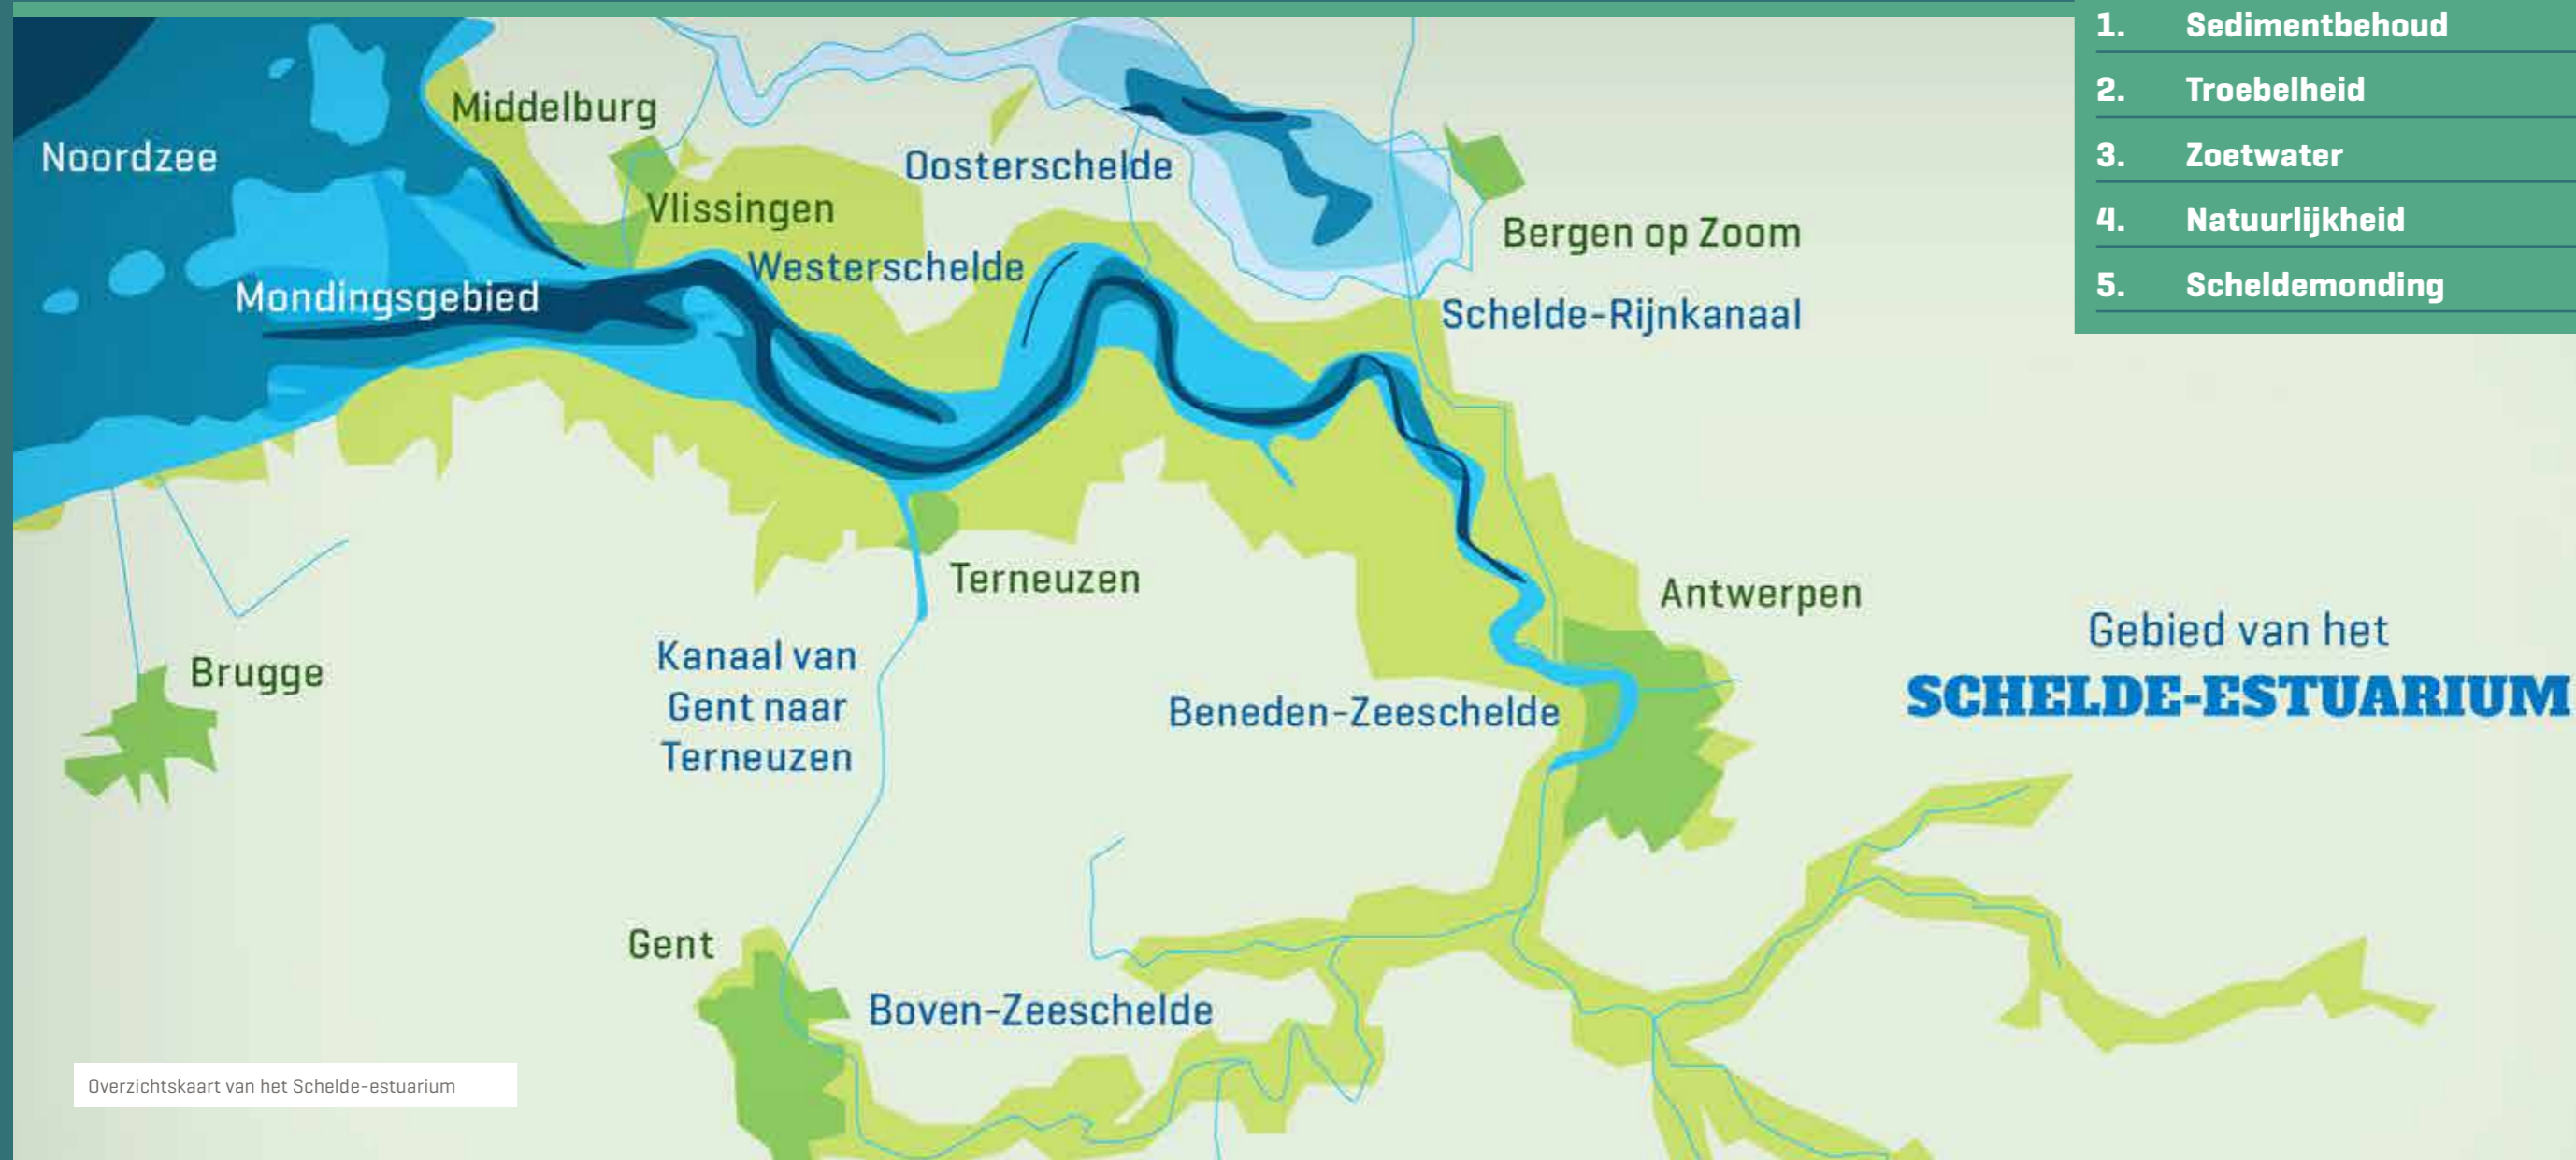 1. Sedimentbehoud
2. Troebelheid
3. Zoetwater
4. Natuurlijkheid
5. Scheldemonding
Middelburg
Noordzee
Oosterschelde
Vlissingen
Bergen op Zoom
Westerschelde
Mondingsgebied
Schelde-Rijnkanaal
Terneuzen
Antwerpen
Gebied van het
SCHELDE-ESTUARIUM
Kanaal van
Gent naar
Terneuzen
Brugge
Beneden-Zeeschelde
Gent
Boven-Zeeschelde
Overzichtskaart van het Schelde-estuarium